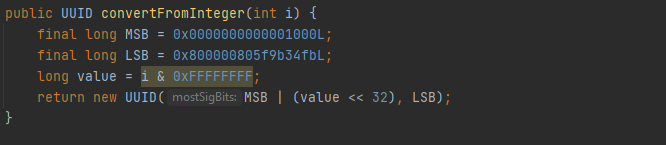 public UUID convertFromInteger(int i) {
final long MSB = 0x0000000000001000L;
final long LSB = 0x800000805f9b34fbL;
long value = i & 0xFFFFFFFF;
return new UUID( mostSigBits: MSB | (value << 32), LSB);
}